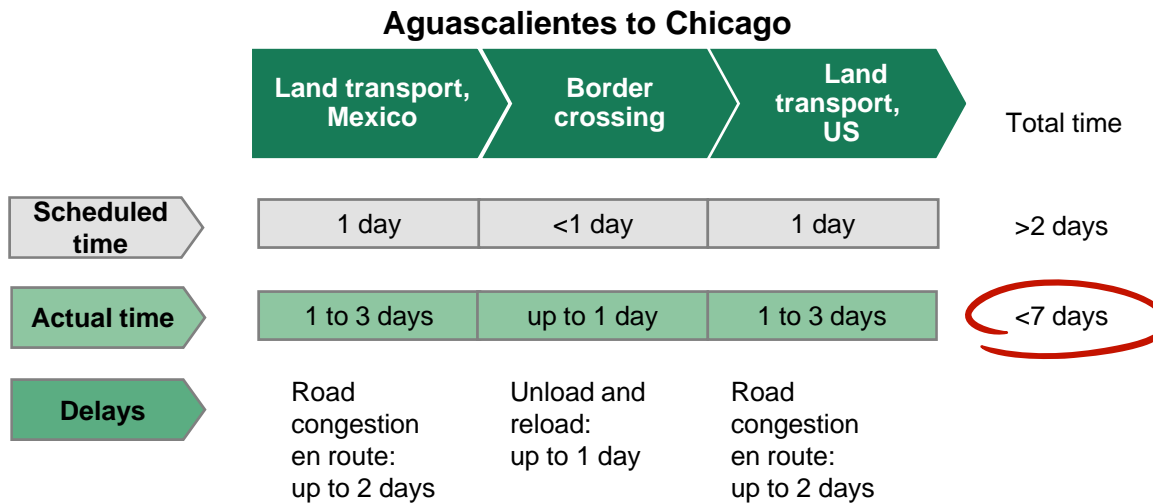 Aguascalientes to Chicago
Land transport,
Mexico
Border
crossing
Land
transport,
US
Total time
Scheduled
time
1 day
<1 day
1 day
>2 days
Actual time
1 to 3 days
up to 1 day
1 to 3 days
<7 days
Delays
Road
congestion
en route:
up to 2 days
Unload and
reload:
up to 1 day
Road
congestion
en route:
up to 2 days